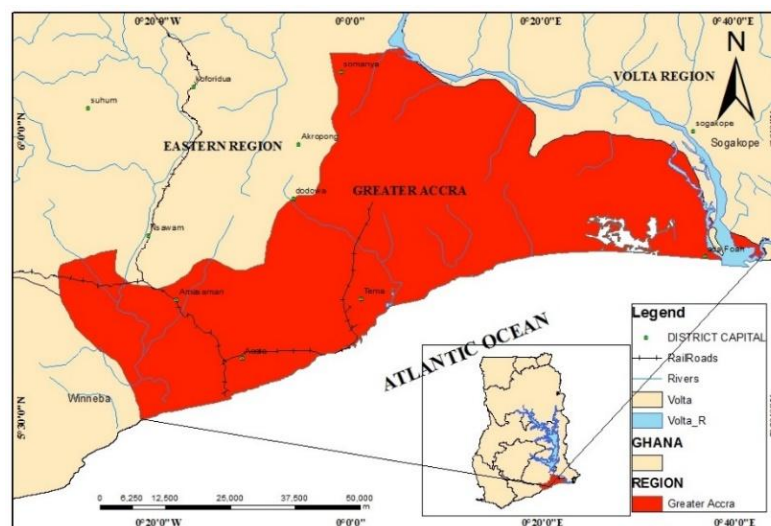 0°20'0"W
0°0'0"
0°20'0"E
0°40'0"E
N
somanya
VOLTA REGION
koforidua
suhum
6°0'0"N
sogakope
Sogakope
EASTERN REGION
Akropong
GREATER ACCRA
dodowa
Nsawam
Amasaman
Tema
ATLANTIC OCEAN
Winneba
5°30'0"N
Legend
DISTRICT CAPITAL
RailRoads
Rivers
Volta
Volta_R
GHANA
REGION
Greater Accra
0 6,250 12,500 25,000 37,500 50,000
m
0°20'0"W
0°0'0"
0°20'0"E
0°40'0"E